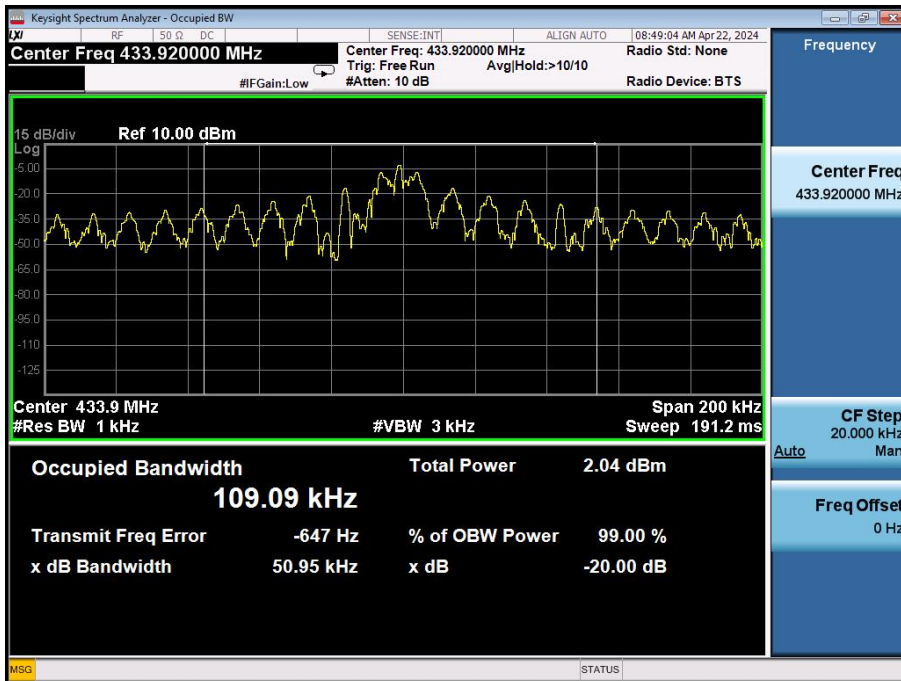 Keysight Spectrum Analyzer - Occupied BW
LXI RF 50 Ω DC SENSE:INT ALIGN AUTO 08:49:04 AM Apr 22, 2024
Center Freq 433.920000 MHz
#IFGain:Low
Center Freq: 433.920000 MHz
Trig: Free Run Avg|Hold:>10/10
#Atten: 10 dB
Radio Std: None
Radio Device: BTS
15 dB/div Ref 10.00 dBm
Log
-5.00
-20.0
-35.0
-50.0
-65.0
-80.0
-95.0
-110
-125
Center 433.9 MHz Span 200 kHz
#Res BW 1 kHz #VBW 3 kHz Sweep 191.2 ms
Occupied Bandwidth Total Power 2.04 dBm
109.09 kHz
Transmit Freq Error -647 Hz % of OBW Power 99.00 %
x dB Bandwidth 50.95 kHz x dB -20.00 dB
Frequency
Center Freq
433.920000 MHz
CF Step
20.000 kHz
Auto Man
Freq Offset
0 Hz
MSG STATUS